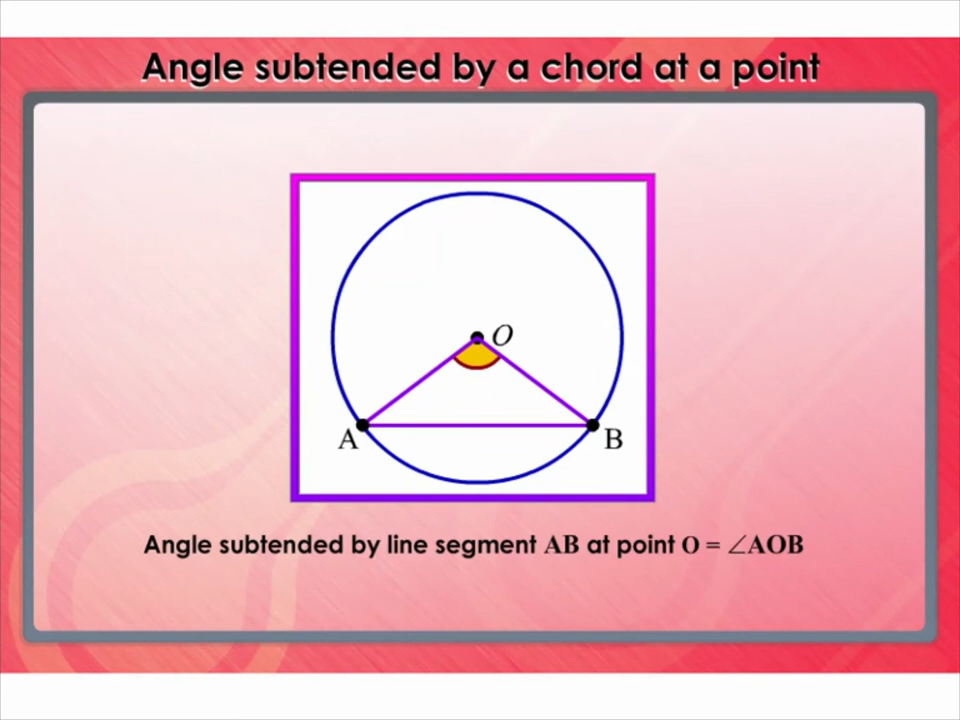 Angle subtended by a chord at a point
O
A
B
Angle subtended by line segment AB at point O = ∠AOB